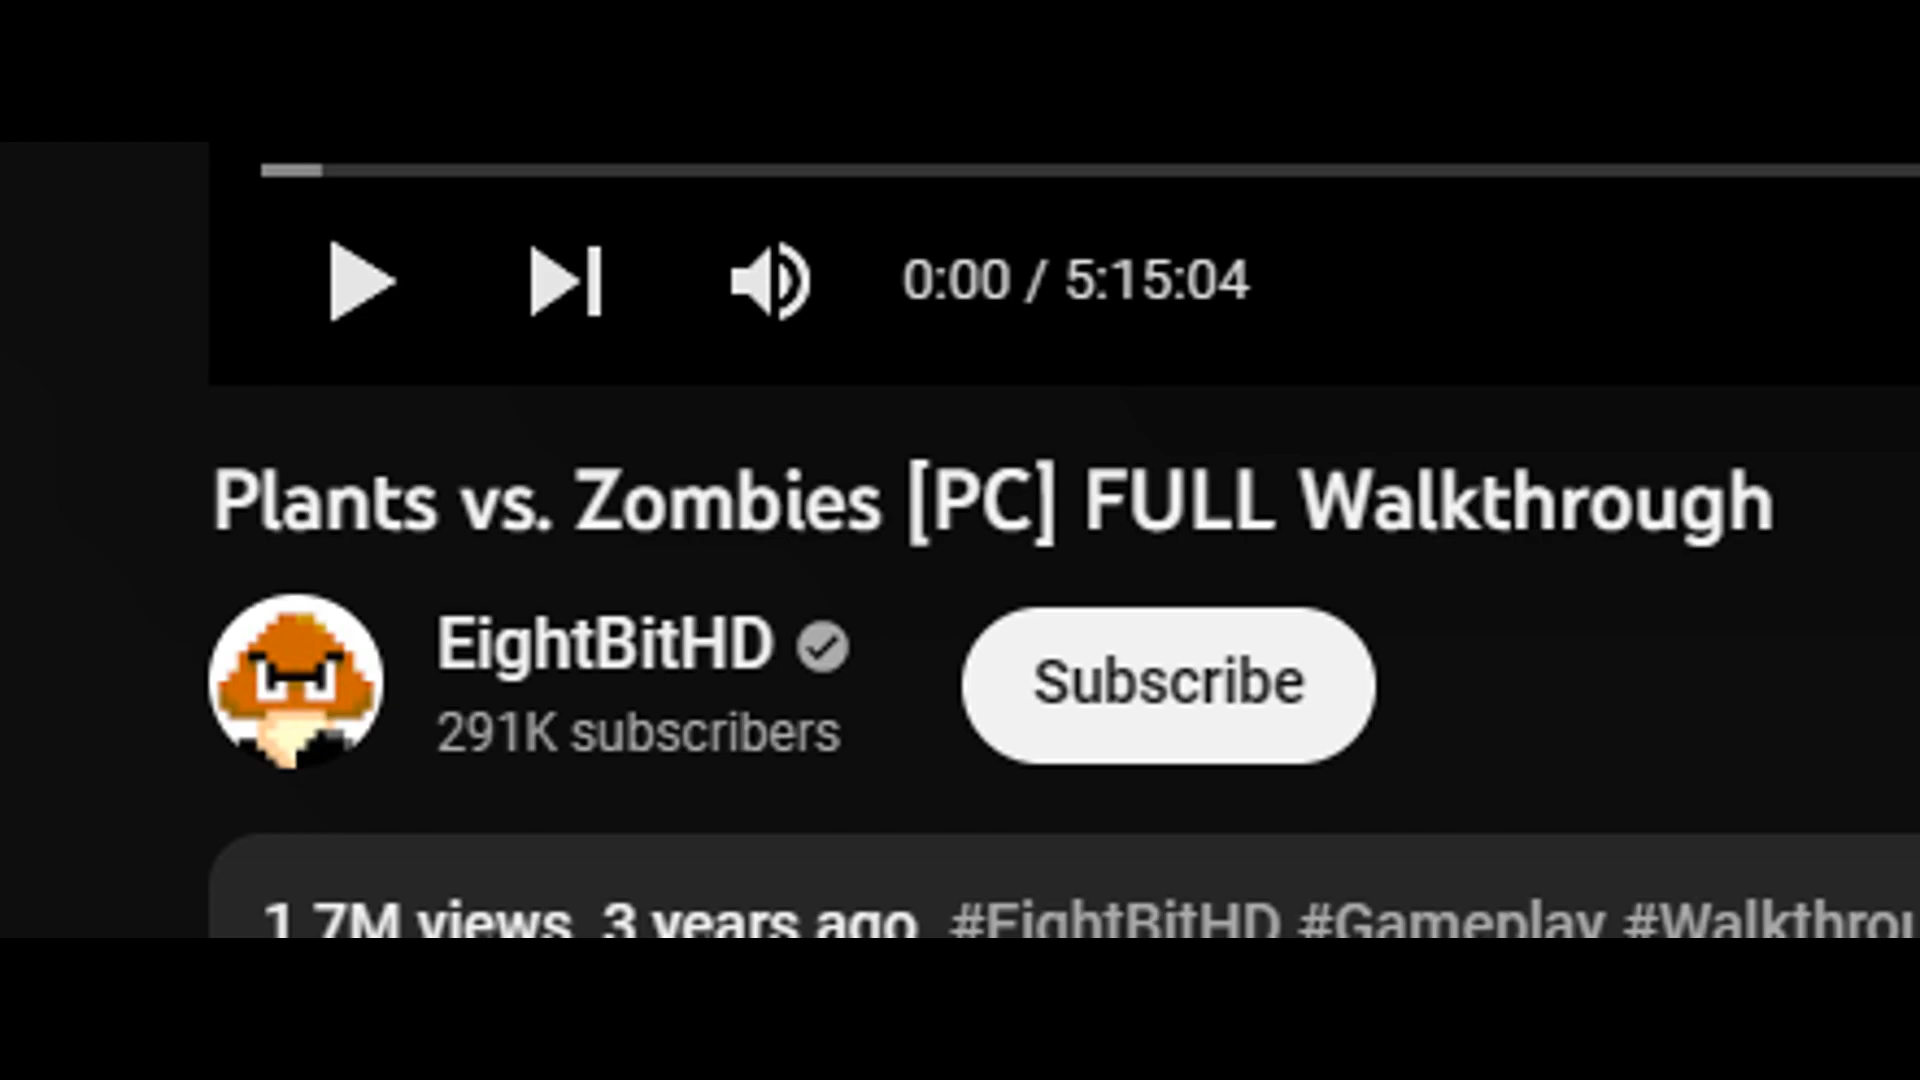 0:00 / 5:15:04
Plants vs. Zombies [PC] FULL Walkthrough
EightBitHD
Subscribe
291K subscribers
1.7M views 3 years ago #EightBitHD #Gameplay #Walkthrou